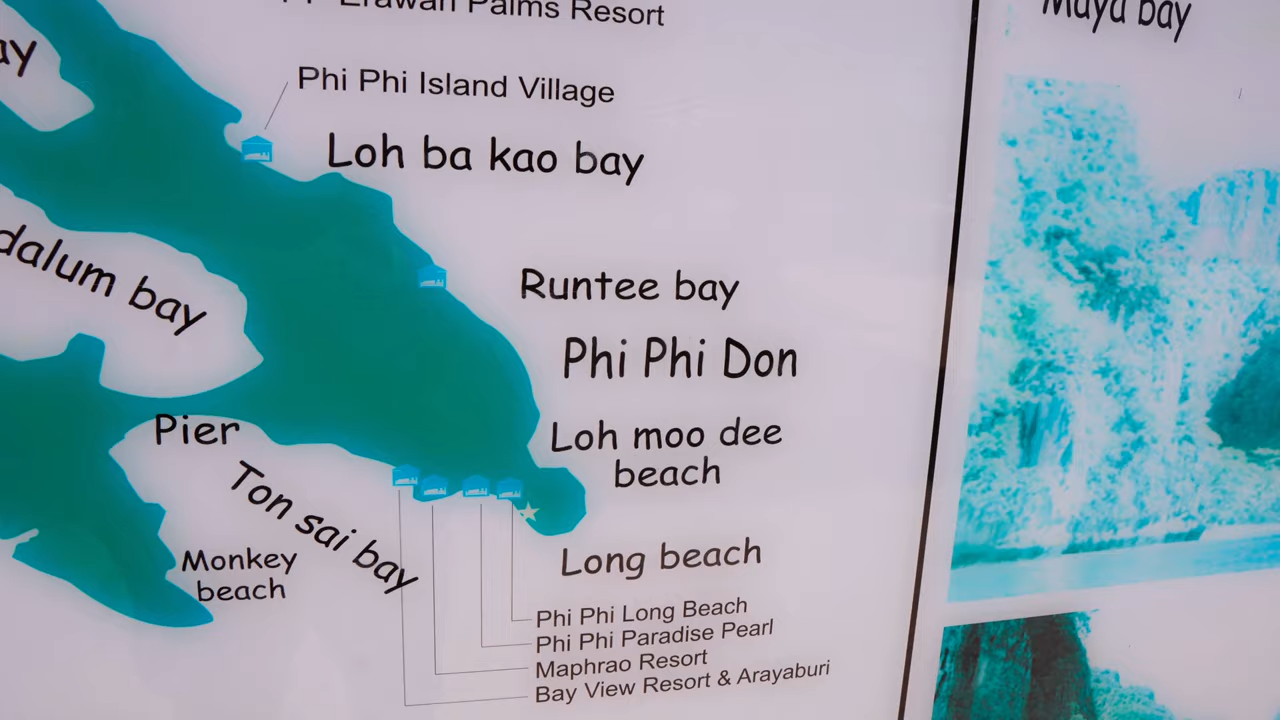 Erawan Palms Resort
Maya bay
ay
Phi Phi Island Village
Loh ba kao bay
dalum bay
Runtee bay
Phi Phi Don
Pier
Loh moo dee
beach
Ton sai bay
Monkey
beach
Long beach
Phi Phi Long Beach
Phi Phi Paradise Pearl
Maphrao Resort
Bay View Resort & Arayaburi